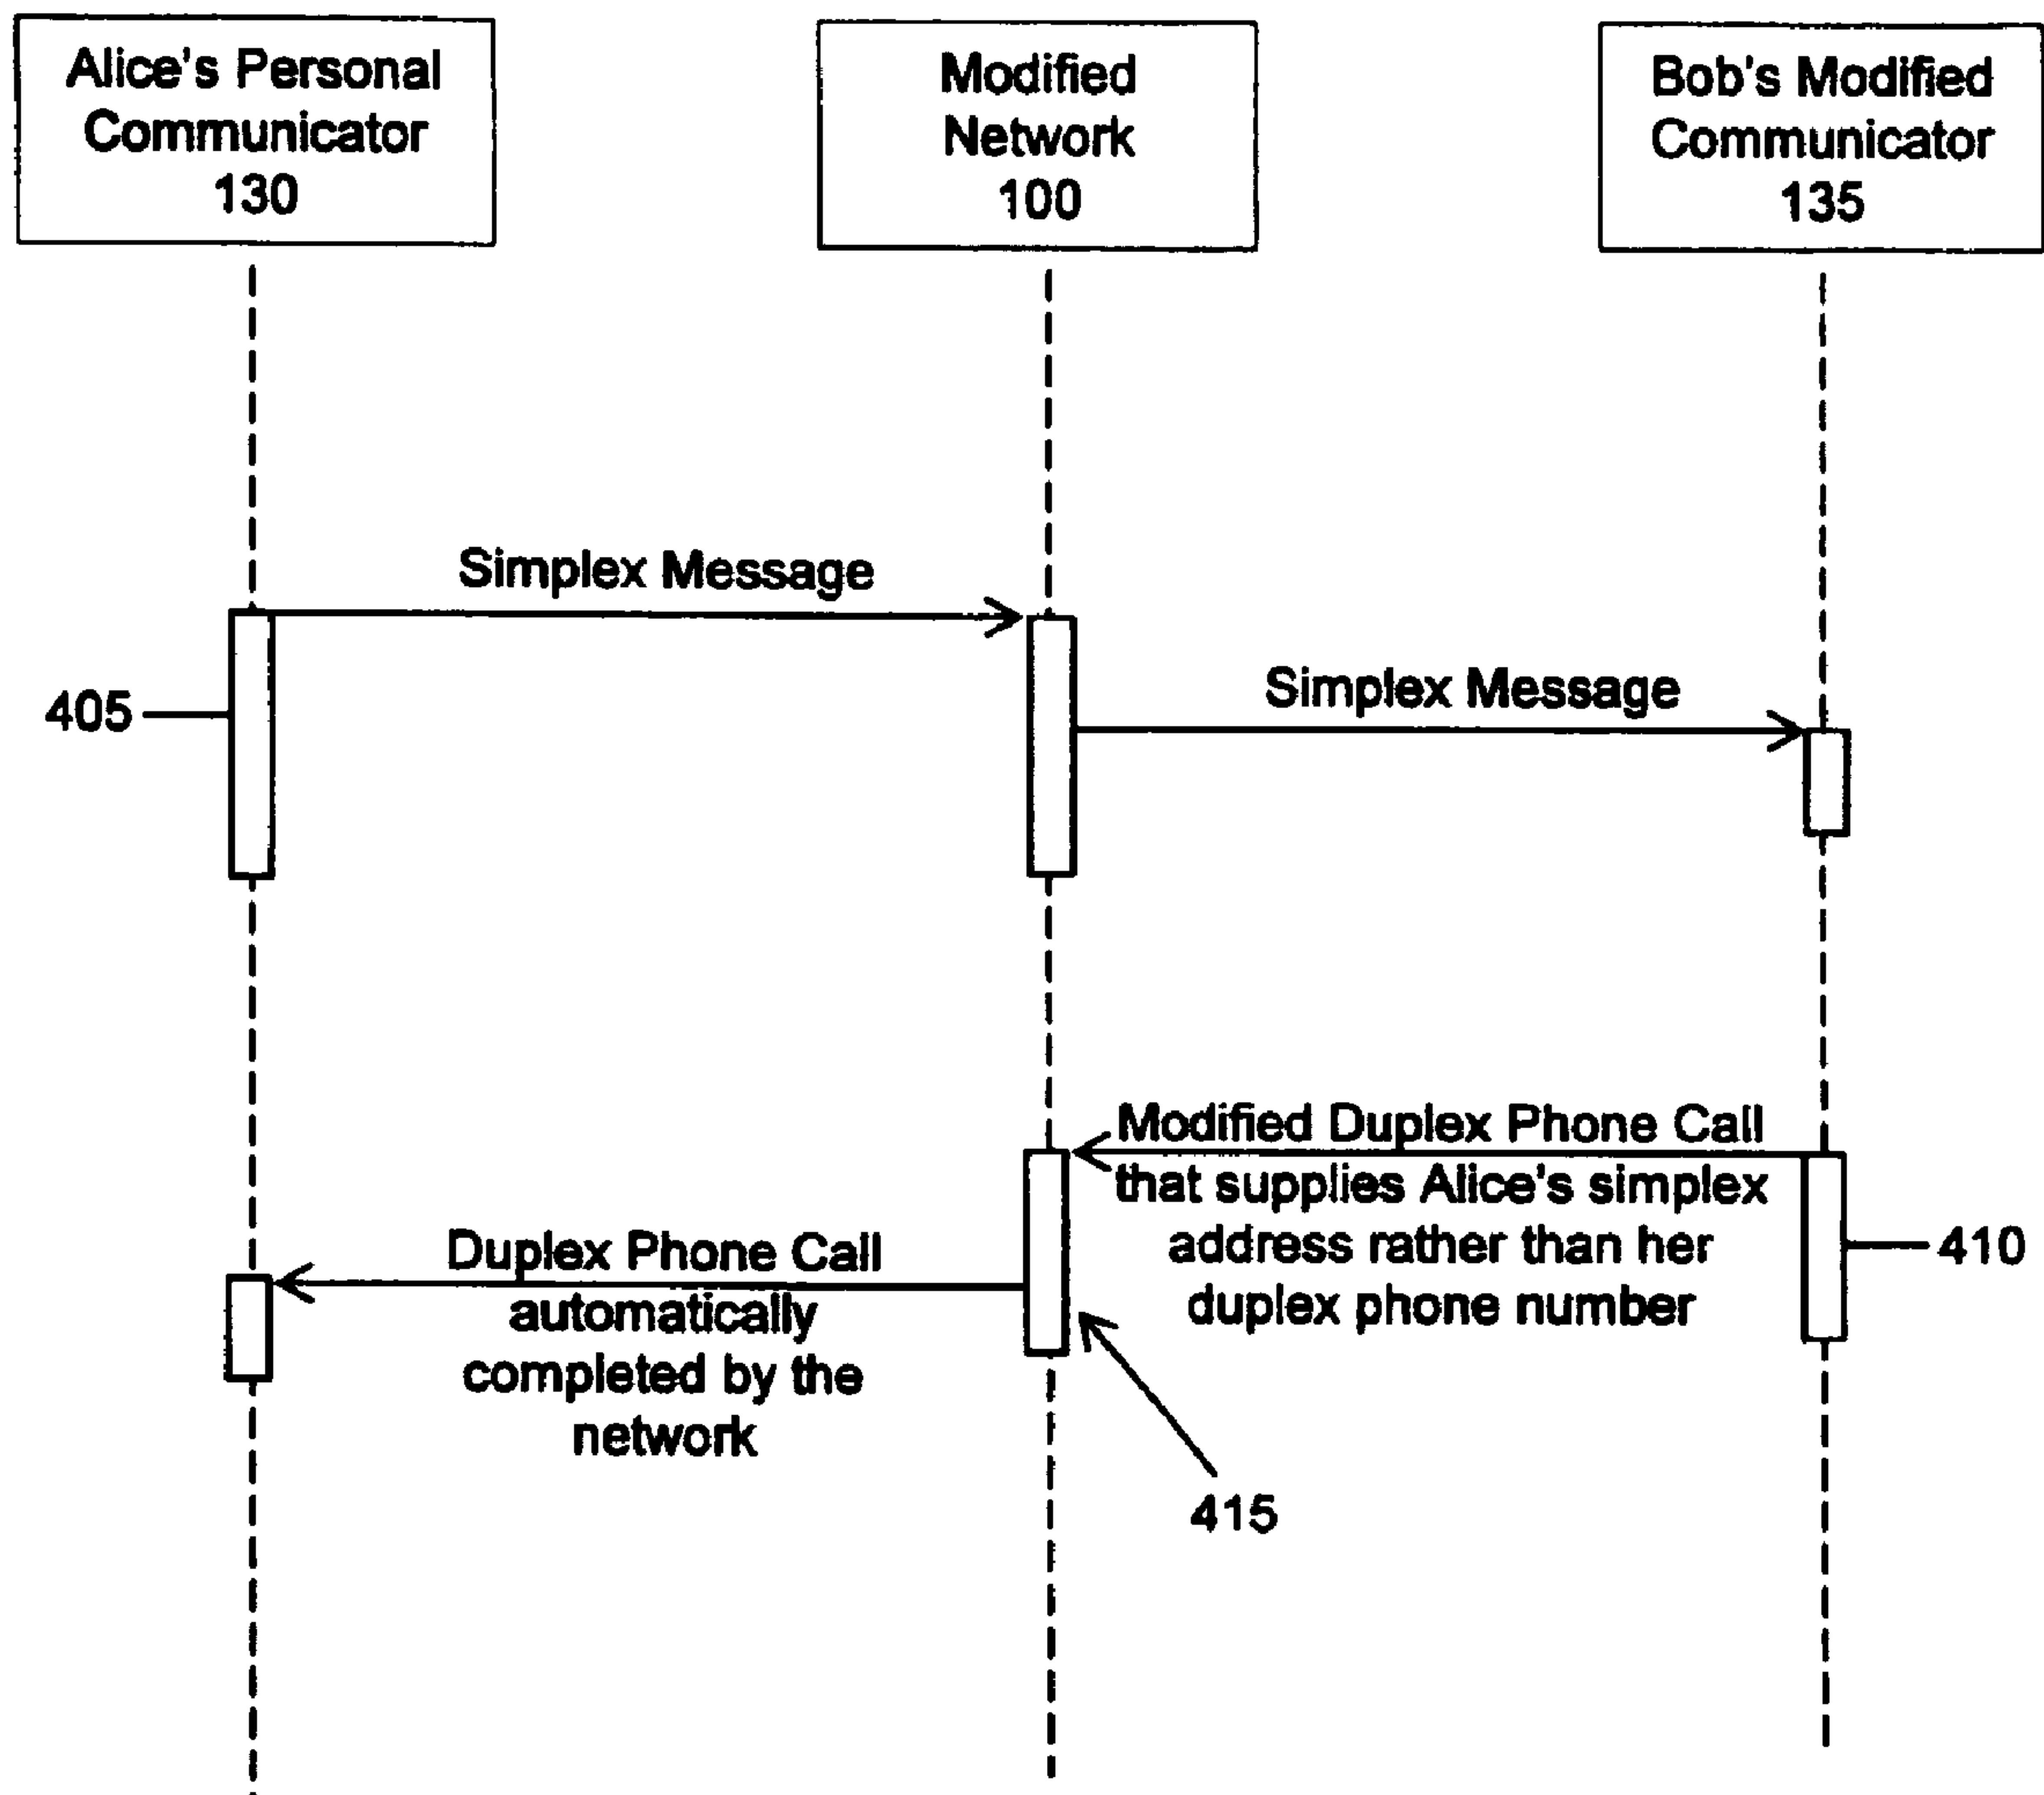 Alice's Personal
Communicator
130
Modified
Network
100
Bob's Modified
Communicator
135
Simplex Message
Simplex Message
405
Modified Duplex Phone Call
that supplies Alice's simplex
address rather than her
duplex phone number
410
Duplex Phone Call
automatically
completed by the
network
415